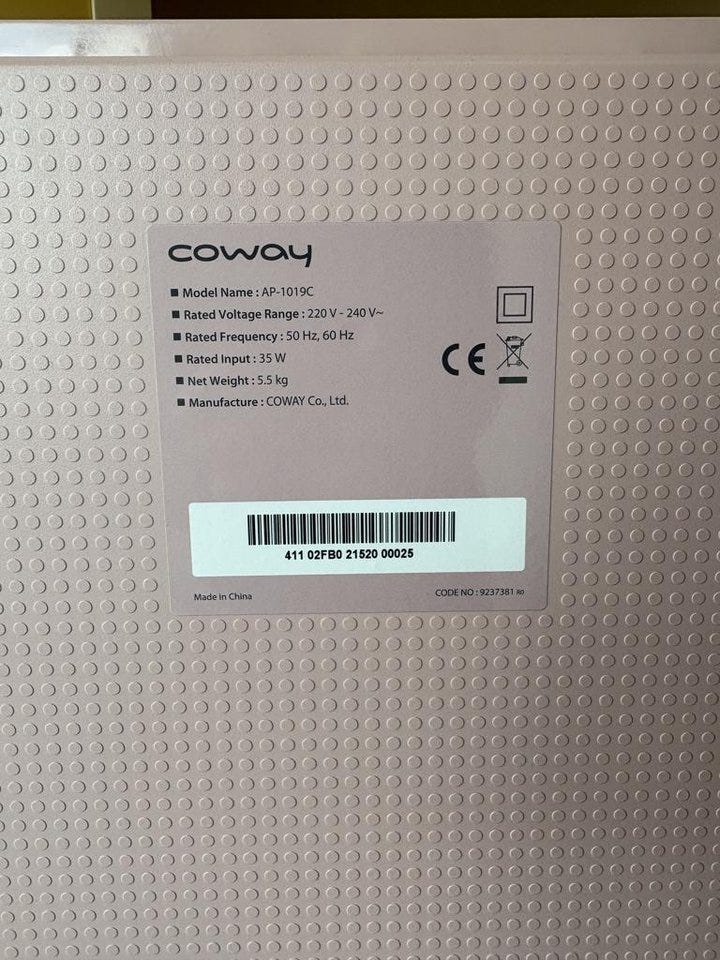 coway
■ Model Name : AP-1019C
■ Rated Voltage Range : 220 V - 240 V~
■ Rated Frequency : 50 Hz, 60 Hz
■ Rated Input : 35 W
■ Net Weight : 5.5 kg
■ Manufacture : COWAY Co., Ltd.
CE
411 02FB0 21520 00025
Made in China
CODE NO : 9237381 R0